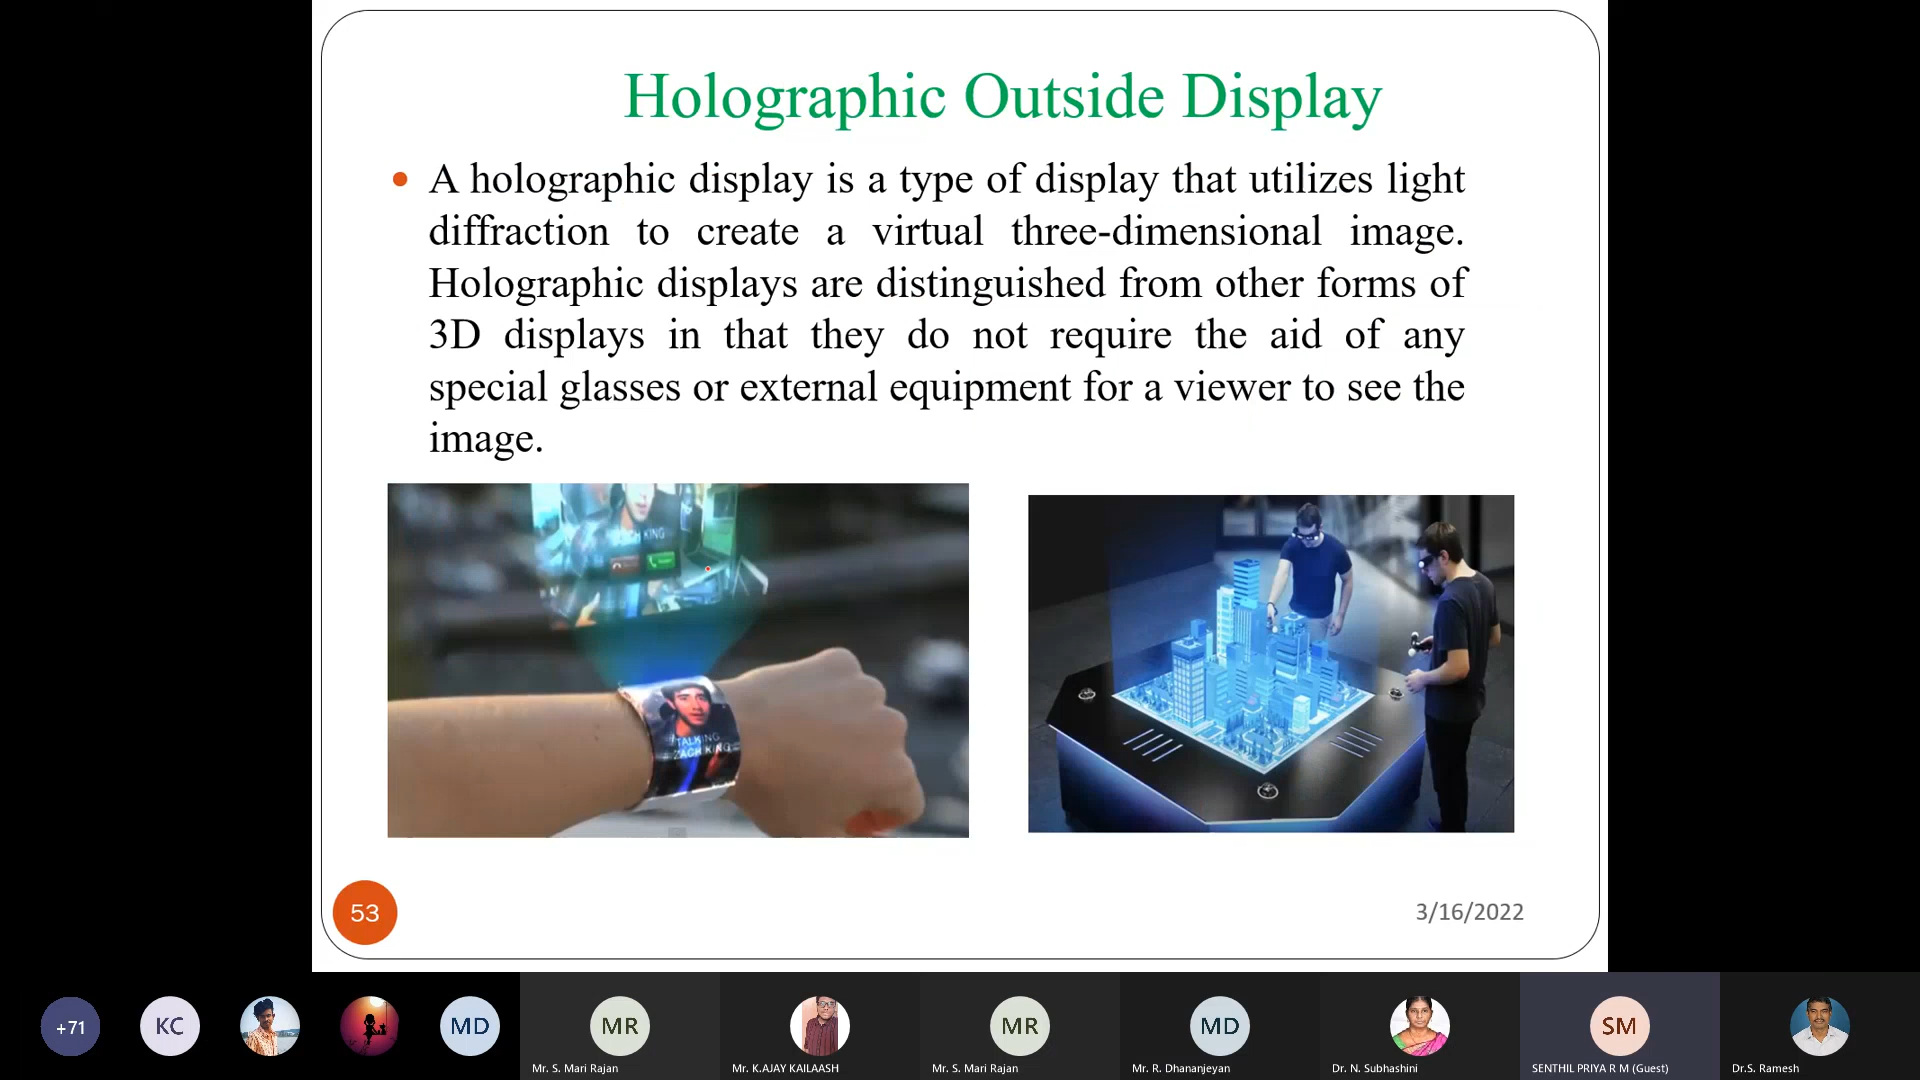 Holographic Outside Display
• A holographic display is a type of display that utilizes light
diffraction to create a virtual three-dimensional image.
Holographic displays are distinguished from other forms of
3D displays in that they do not require the aid of any
special glasses or external equipment for a viewer to see the
image.
KING
TALKING
ZACH KING
53
3/16/2022
+71
KC
MD
MR
MR
MD
SM
Mr. S. Mari Rajan
Mr. K.AJAY KAILAASH
Mr. S. Mari Rajan
Mr. R. Dhananjeyan
Dr. N. Subhashini
SENTHIL PRIYA R M (Guest)
Dr.S. Ramesh